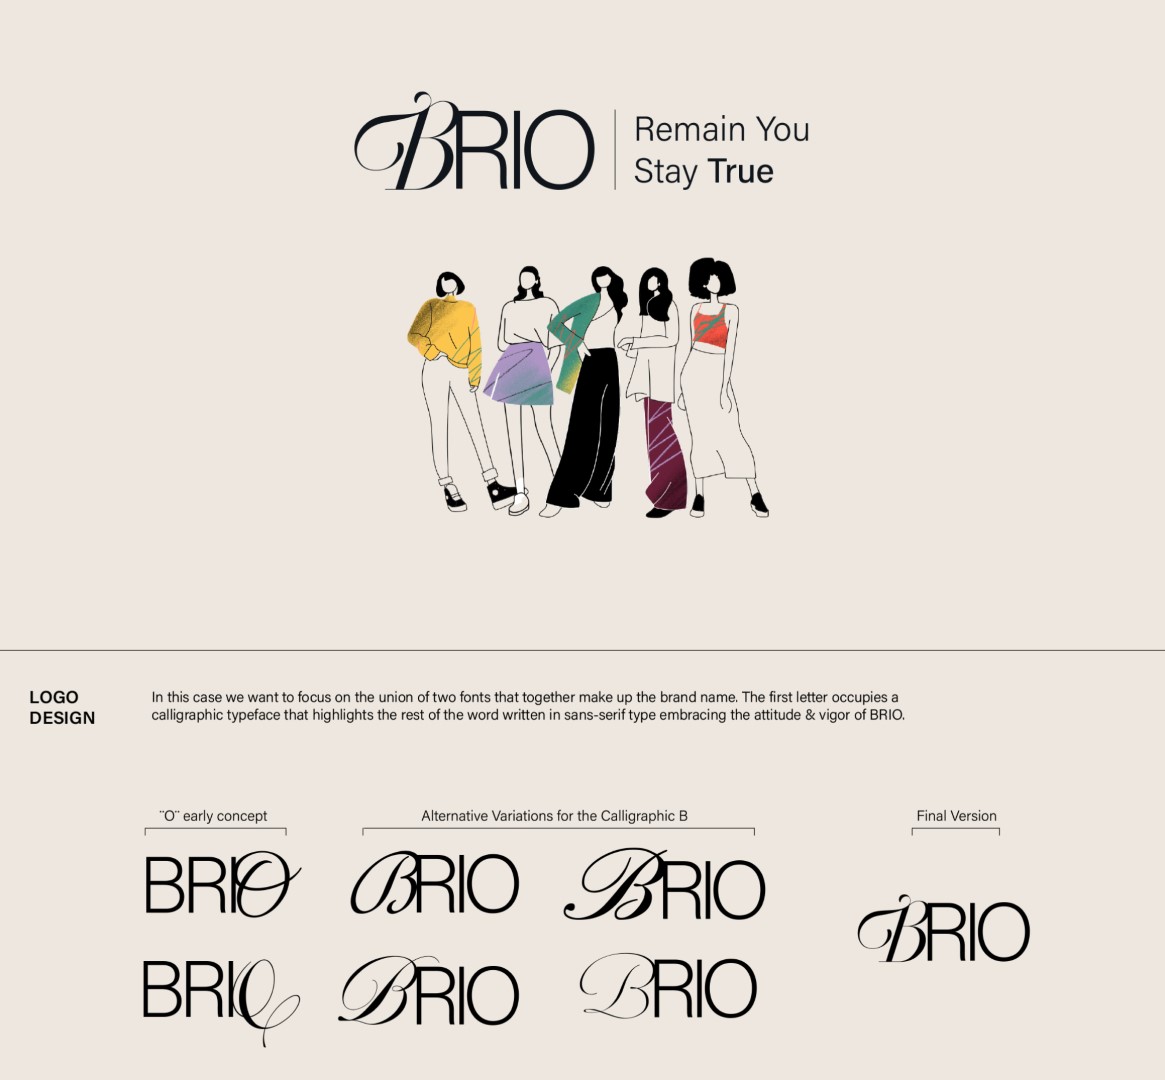 BRIO
Remain You
Stay True
LOGO
DESIGN
In this case we want to focus on the union of two fonts that together make up the brand name. The first letter occupies a
calligraphic typeface that highlights the rest of the word written in sans-serif type embracing the attitude & vigor of BRIO.
¨O¨ early concept
Alternative Variations for the Calligraphic B
Final Version
BRIO
BRIO
BRIO
BRIO
BRIO
BRIO
BRIO